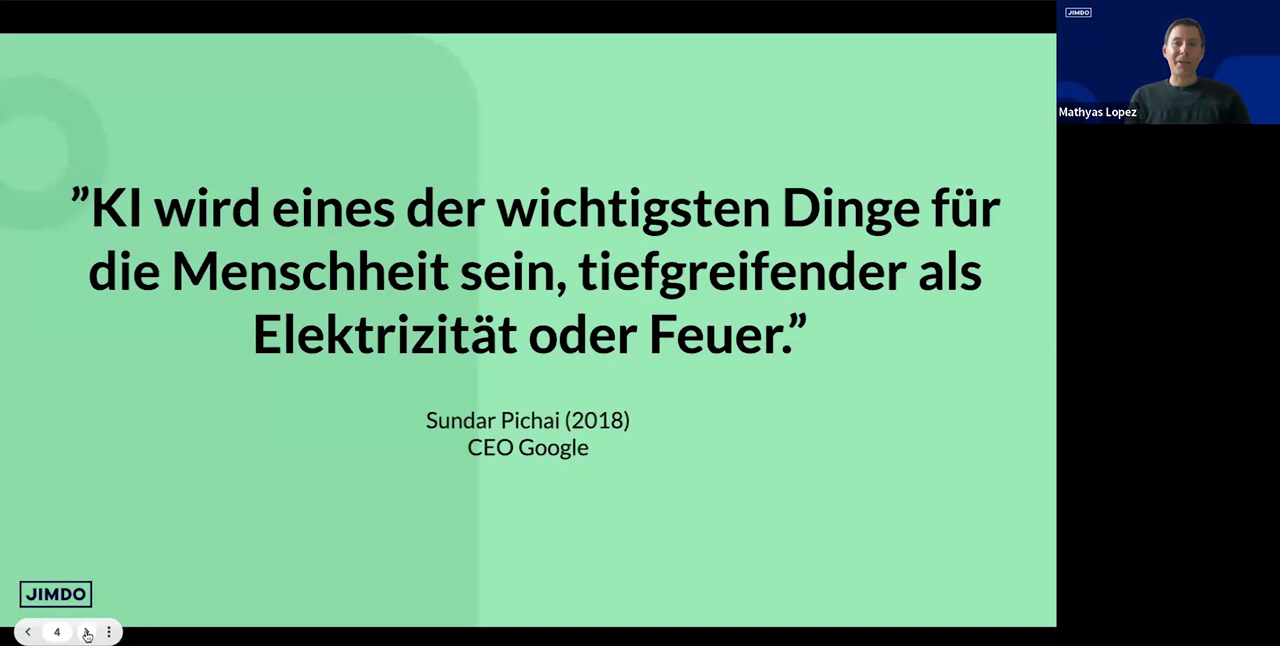 ”KI wird eines der wichtigsten Dinge für
die Menschheit sein, tiefgreifender als
Elektrizität oder Feuer.”
Sundar Pichai (2018)
CEO Google
JIMDO
4
JIMDO
Mathyas Lopez